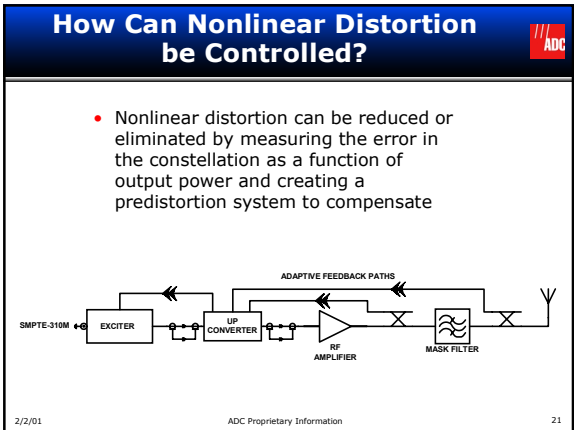 How Can Nonlinear Distortion
be Controlled?
ADC
• Nonlinear distortion can be reduced or
eliminated by measuring the error in
the constellation as a function of
output power and creating a
predistortion system to compensate
ADAPTIVE FEEDBACK PATHS
SMPTE-310M
EXCITER
UP
CONVERTER
RF
AMPLIFIER
MASK FILTER
2/2/01
ADC Proprietary Information
21